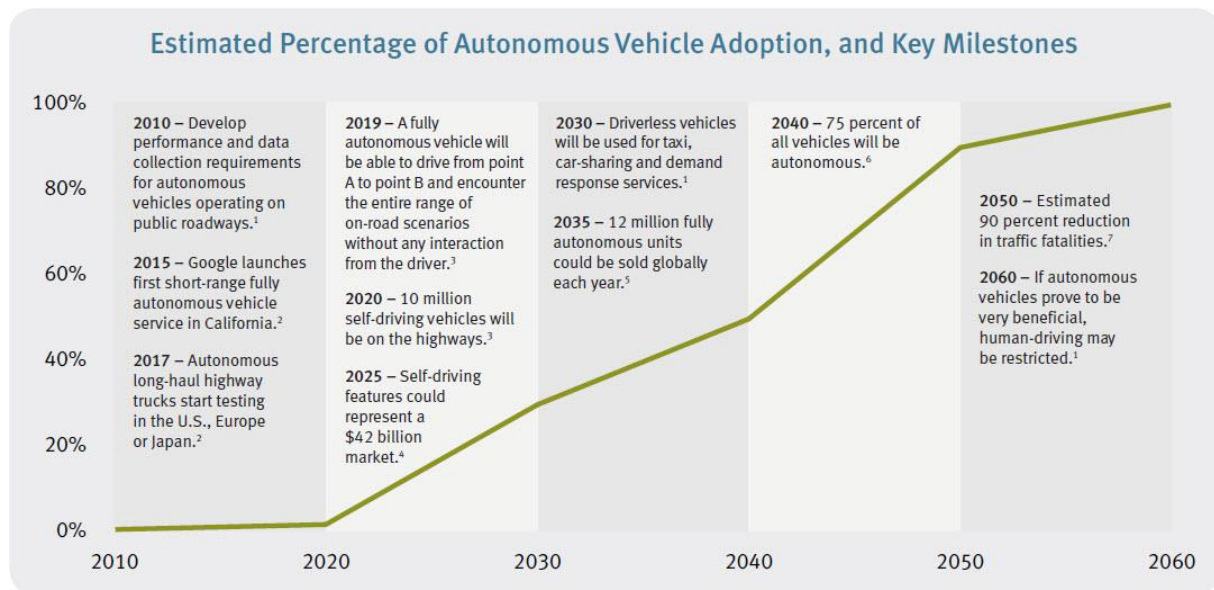 Estimated Percentage of Autonomous Vehicle Adoption, and Key Milestones
100%
80%
60%
40%
20%
0%
2010 – Develop
performance and data
collection requirements
for autonomous
vehicles operating on
public roadways.¹
2015 – Google launches
first short-range fully
autonomous vehicle
service in California.²
2017 – Autonomous
long-haul highway
trucks start testing
in the U.S., Europe
or Japan.²
2019 – A fully
autonomous vehicle will
be able to drive from point
A to point B and encounter
the entire range of
on-road scenarios
without any interaction
from the driver.³
2020 – 10 million
self-driving vehicles will
be on the highways.³
2025 – Self-driving
features could
represent a
$42 billion
market.⁴
2030 – Driverless vehicles
will be used for taxi,
car-sharing and demand
response services.¹
2035 – 12 million fully
autonomous units
could be sold globally
each year.⁵
2040 – 75 percent of
all vehicles will be
autonomous.⁶
2050 – Estimated
90 percent reduction
in traffic fatalities.⁷
2060 – If autonomous
vehicles prove to be
very beneficial,
human-driving may
be restricted.¹
2010
2020
2030
2040
2050
2060